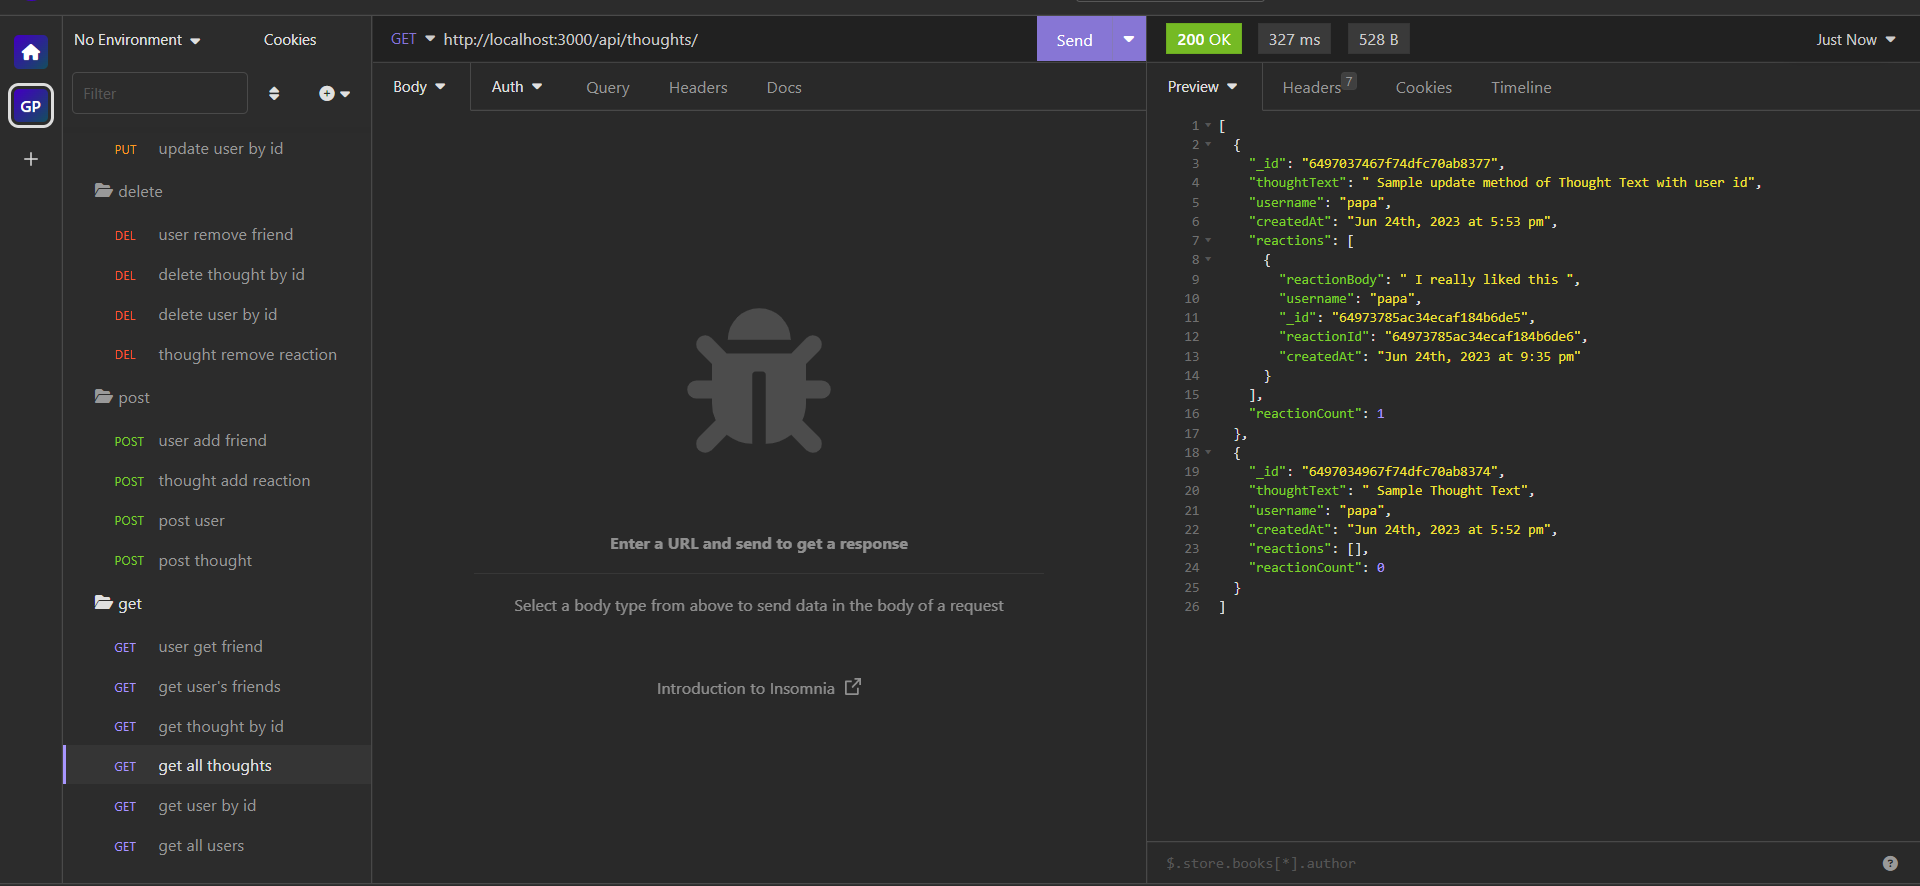 No Environment
Cookies
GP
Filter
PUT update user by id
delete
DEL user remove friend
DEL delete thought by id
DEL delete user by id
DEL thought remove reaction
post
POST user add friend
POST thought add reaction
POST post user
POST post thought
get
GET user get friend
GET get user's friends
GET get thought by id
GET get all thoughts
GET get user by id
GET get all users
GET http://localhost:3000/api/thoughts/
Send
Body Auth Query Headers Docs
Enter a URL and send to get a response
Select a body type from above to send data in the body of a request
Introduction to Insomnia
200 OK 327 ms 528 B Just Now
Preview Headers 7 Cookies Timeline
1 [
2 {
3 "_id": "6497037467f74dfc70ab8377",
4 "thoughtText": " Sample update method of Thought Text with user id",
5 "username": "papa",
6 "createdAt": "Jun 24th, 2023 at 5:53 pm",
7 "reactions": [
8 {
9 "reactionBody": " I really liked this ",
10 "username": "papa",
11 "_id": "64973785ac34ecaf184b6de5",
12 "reactionId": "64973785ac34ecaf184b6de6",
13 "createdAt": "Jun 24th, 2023 at 9:35 pm"
14 }
15 ],
16 "reactionCount": 1
17 },
18 {
19 "_id": "6497034967f74dfc70ab8374",
20 "thoughtText": " Sample Thought Text",
21 "username": "papa",
22 "createdAt": "Jun 24th, 2023 at 5:52 pm",
23 "reactions": [],
24 "reactionCount": 0
25 }
26 ]
$.store.books[*].author
?